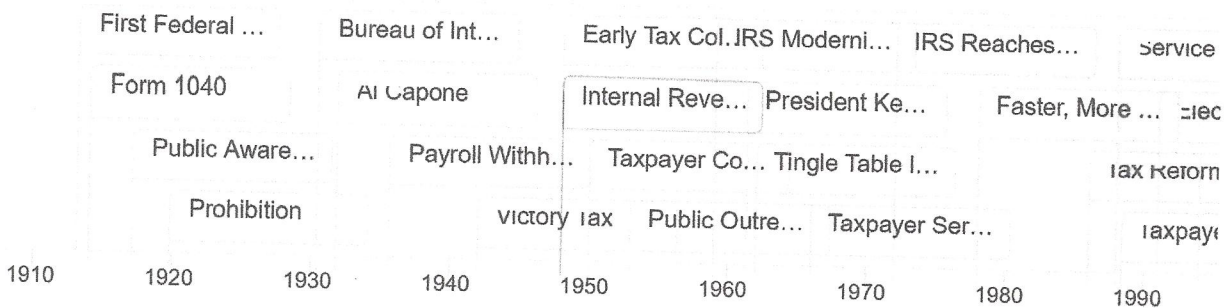 First Federal ... Bureau of Int... Early Tax Col... IRS Moderni... IRS Reaches... Service
Form 1040 Al Capone Internal Reve... President Ke... Faster, More ... Elec
Public Aware... Payroll Withh... Taxpayer Co... Tingle Table I... Tax Reform
Prohibition Victory Tax Public Outre... Taxpayer Ser... Taxpaye
1910 1920 1930 1940 1950 1960 1970 1980 1990